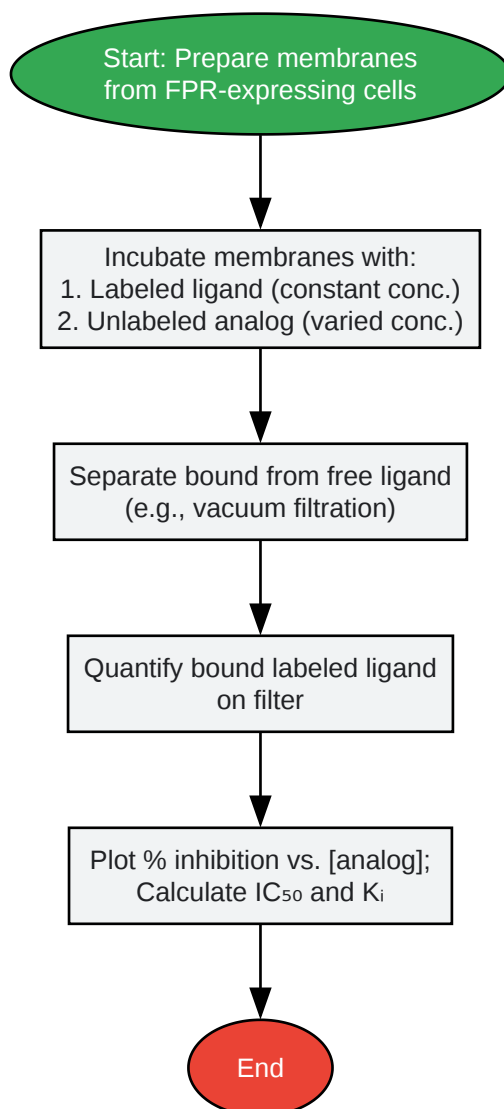 Start: Prepare membranes
from FPR-expressing cells
Incubate membranes with:
1. Labeled ligand (constant conc.)
2. Unlabeled analog (varied conc.)
Separate bound from free ligand
(e.g., vacuum filtration)
Quantify bound labeled ligand
on filter
Plot % inhibition vs. [analog];
Calculate IC₅₀ and Kᵢ
End